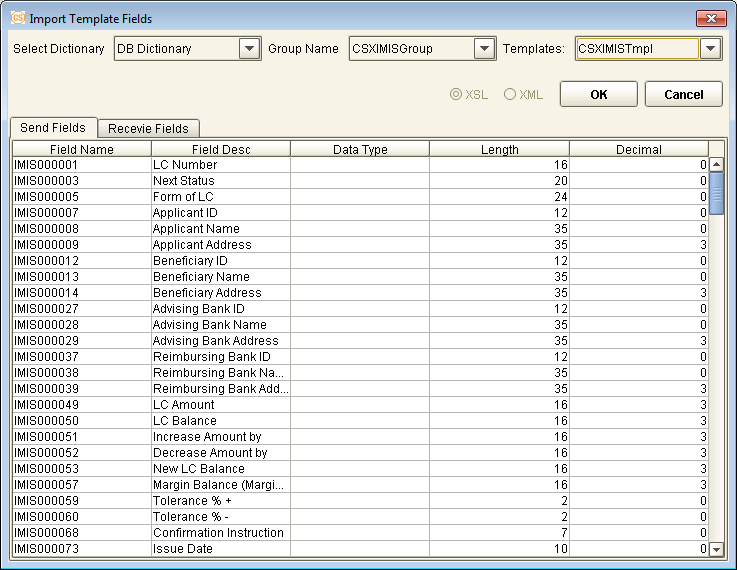 CS Import Template Fields
Select Dictionary DB Dictionary Group Name CSXIMISGroup Templates: CSXIMISTmpl
XSL XML OK Cancel
Send Fields Recevie Fields
Field Name Field Desc Data Type Length Decimal
IMIS000001 LC Number 16 0
IMIS000003 Next Status 20 0
IMIS000005 Form of LC 24 0
IMIS000007 Applicant ID 12 0
IMIS000008 Applicant Name 35 0
IMIS000009 Applicant Address 35 3
IMIS000012 Beneficiary ID 12 0
IMIS000013 Beneficiary Name 35 0
IMIS000014 Beneficiary Address 35 3
IMIS000027 Advising Bank ID 12 0
IMIS000028 Advising Bank Name 35 0
IMIS000029 Advising Bank Address 35 3
IMIS000037 Reimbursing Bank ID 12 0
IMIS000038 Reimbursing Bank Na... 35 0
IMIS000039 Reimbursing Bank Add... 35 3
IMIS000049 LC Amount 16 3
IMIS000050 LC Balance 16 3
IMIS000051 Increase Amount by 16 3
IMIS000052 Decrease Amount by 16 3
IMIS000053 New LC Balance 16 3
IMIS000057 Margin Balance (Margi... 16 3
IMIS000059 Tolerance % + 2 0
IMIS000060 Tolerance % - 2 0
IMIS000068 Confirmation Instruction 7 0
IMIS000073 Issue Date 10 0